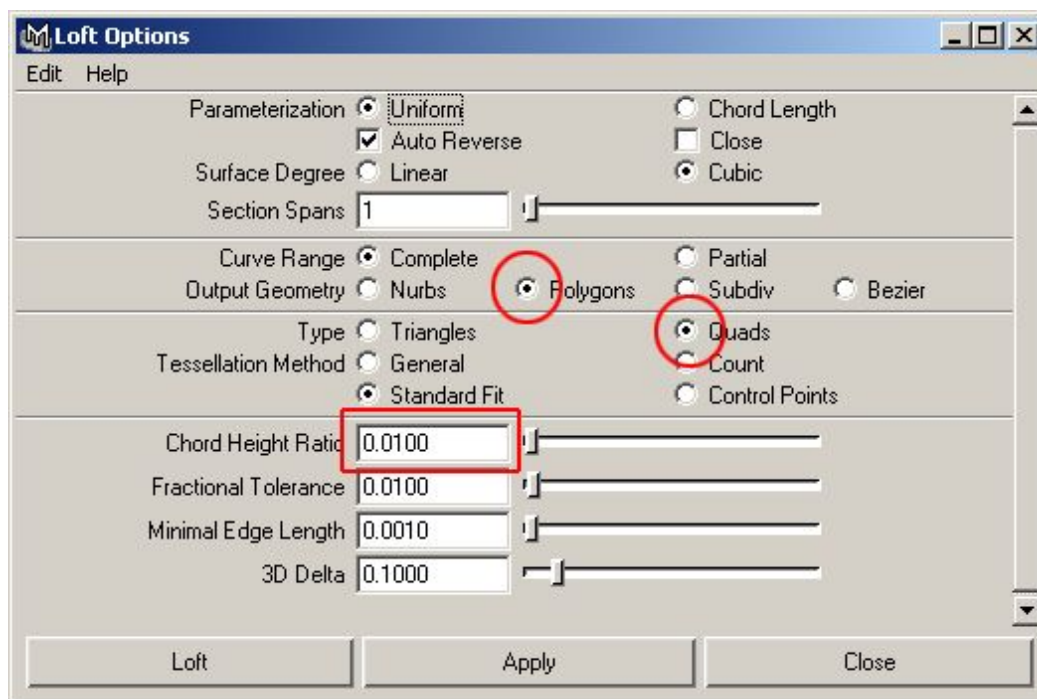 Loft Options
Edit Help
Parameterization Uniform Chord Length
Auto Reverse Close
Surface Degree Linear Cubic
Section Spans 1
Curve Range Complete Partial
Output Geometry Nurbs Polygons Subdiv Bezier
Type Triangles Quads
Tessellation Method General Count
Standard Fit Control Points
Chord Height Ratio 0.0100
Fractional Tolerance 0.0100
Minimal Edge Length 0.0010
3D Delta 0.1000
Loft Apply Close